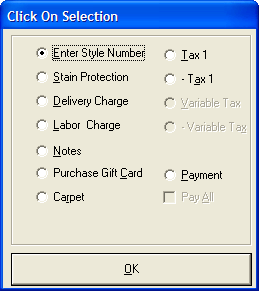 Click On Selection
Enter Style Number
Tax 1
Stain Protection
- Tax 1
Delivery Charge
Variable Tax
Labor Charge
- Variable Tax
Notes
Purchase Gift Card
Payment
Carpet
Pay All
OK